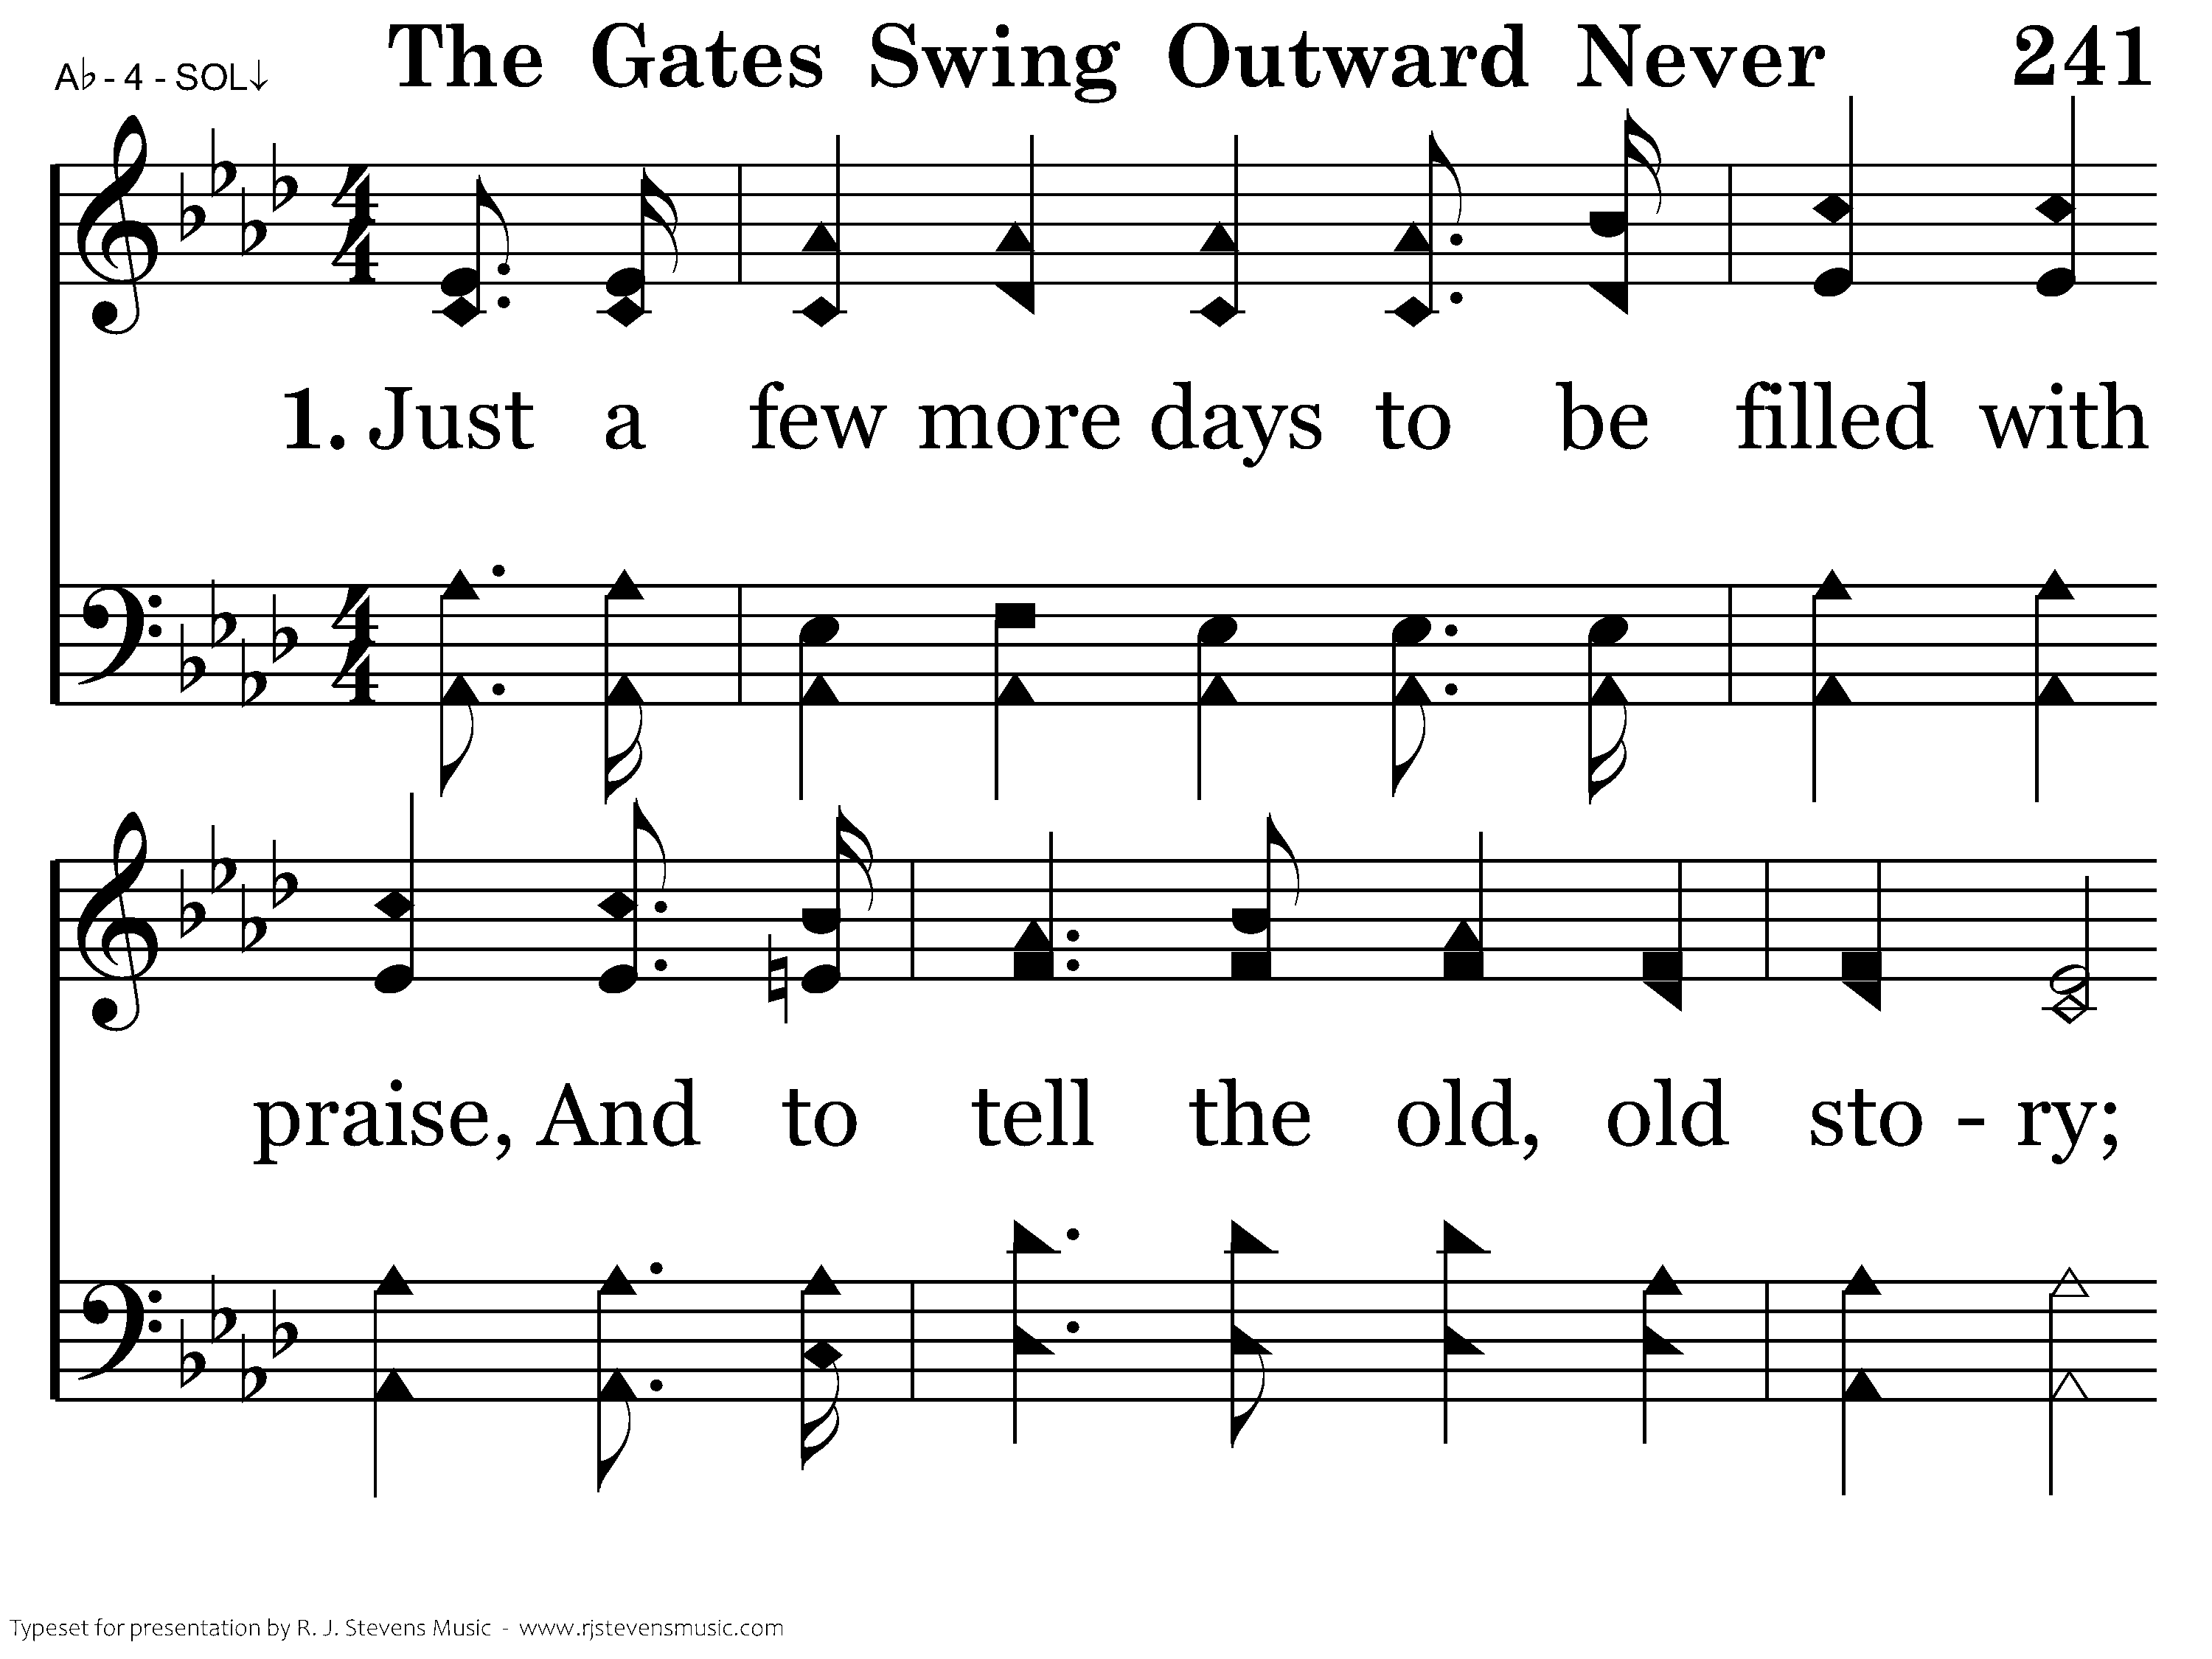 A♭ - 4 - SOL↓ The Gates Swing Outward Never 241
1. Just a few more days to be filled with
praise, And to tell the old, old sto - ry;
Typeset for presentation by R. J. Stevens Music - www.rjstevensmusic.com